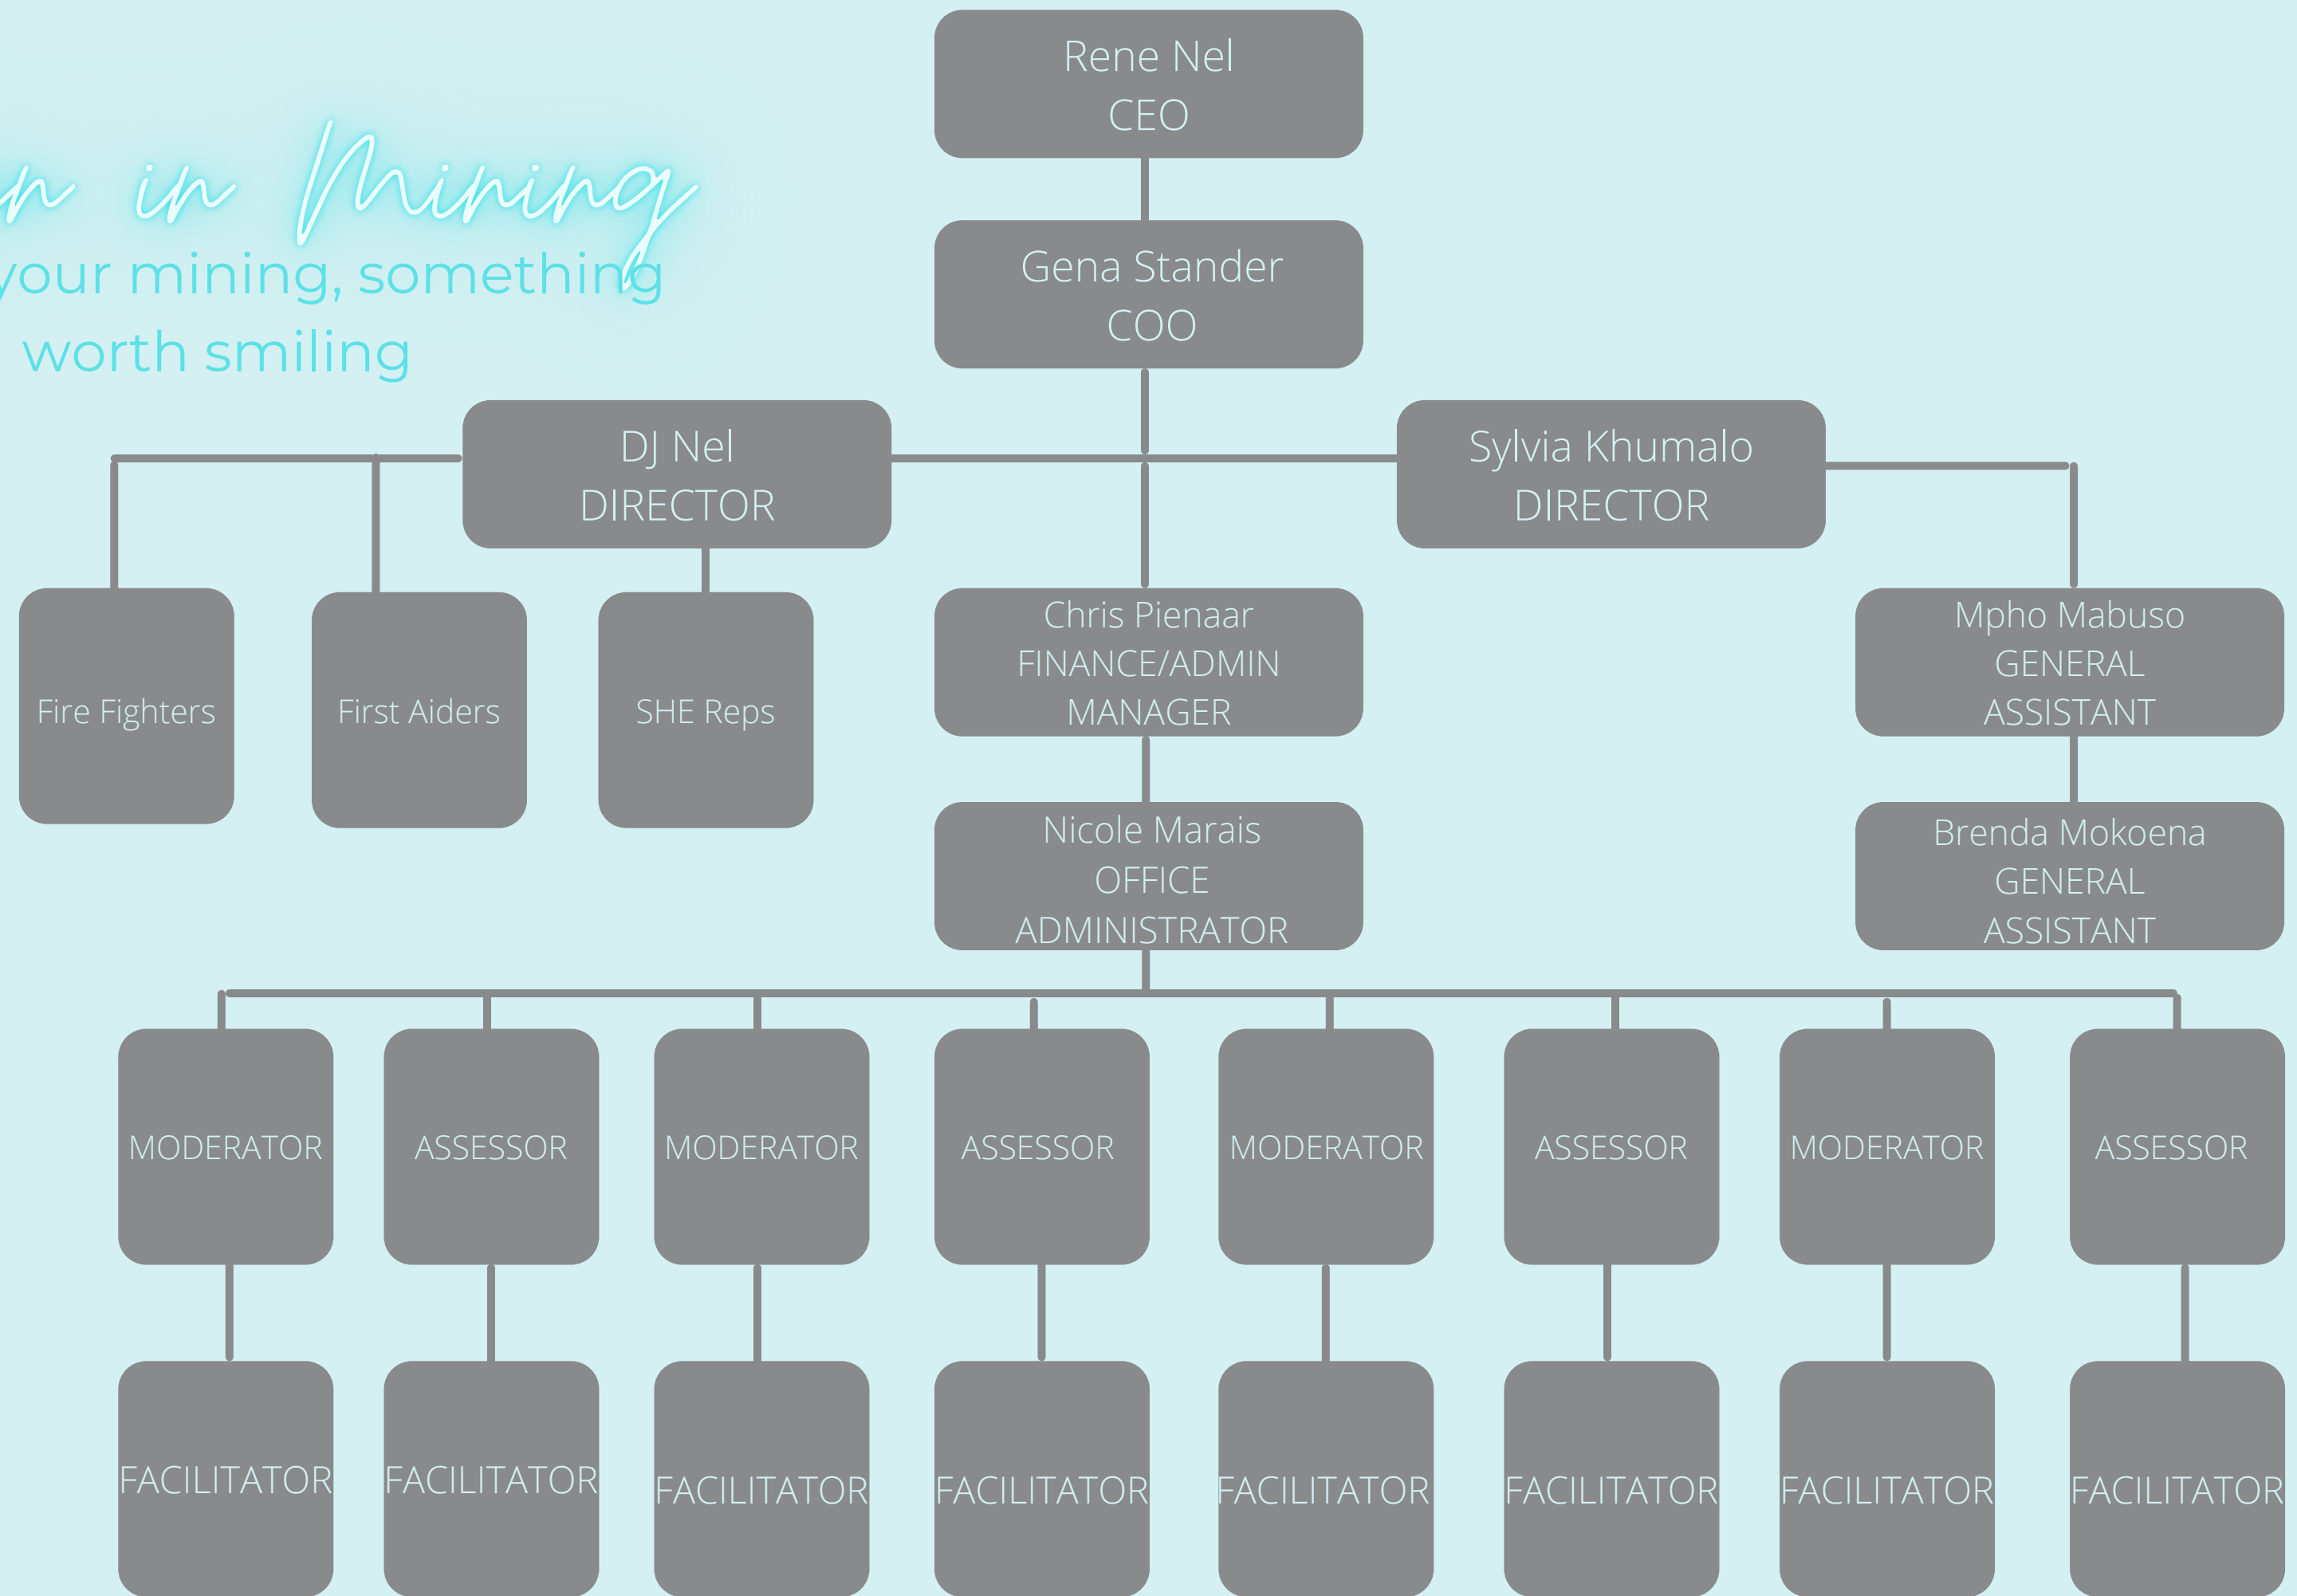 Rene Nel
CEO
in Mining
your mining, something
worth smiling
Gena Stander
COO
DJ Nel
DIRECTOR
Sylvia Khumalo
DIRECTOR
Fire Fighters
First Aiders
SHE Reps
Chris Pienaar
FINANCE/ADMIN
MANAGER
Mpho Mabuso
GENERAL
ASSISTANT
Nicole Marais
OFFICE
ADMINISTRATOR
Brenda Mokoena
GENERAL
ASSISTANT
MODERATOR
ASSESSOR
MODERATOR
ASSESSOR
MODERATOR
ASSESSOR
MODERATOR
ASSESSOR
FACILITATOR
FACILITATOR
FACILITATOR
FACILITATOR
FACILITATOR
FACILITATOR
FACILITATOR
FACILITATOR